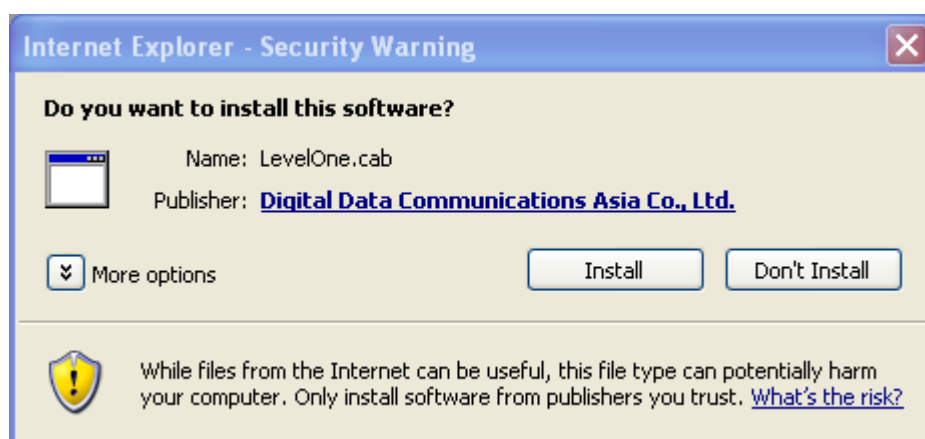 Internet Explorer - Security Warning
Do you want to install this software?
Name: LevelOne.cab
Publisher: Digital Data Communications Asia Co., Ltd.
More options
Install
Don't Install
While files from the Internet can be useful, this file type can potentially harm
your computer. Only install software from publishers you trust. What's the risk?